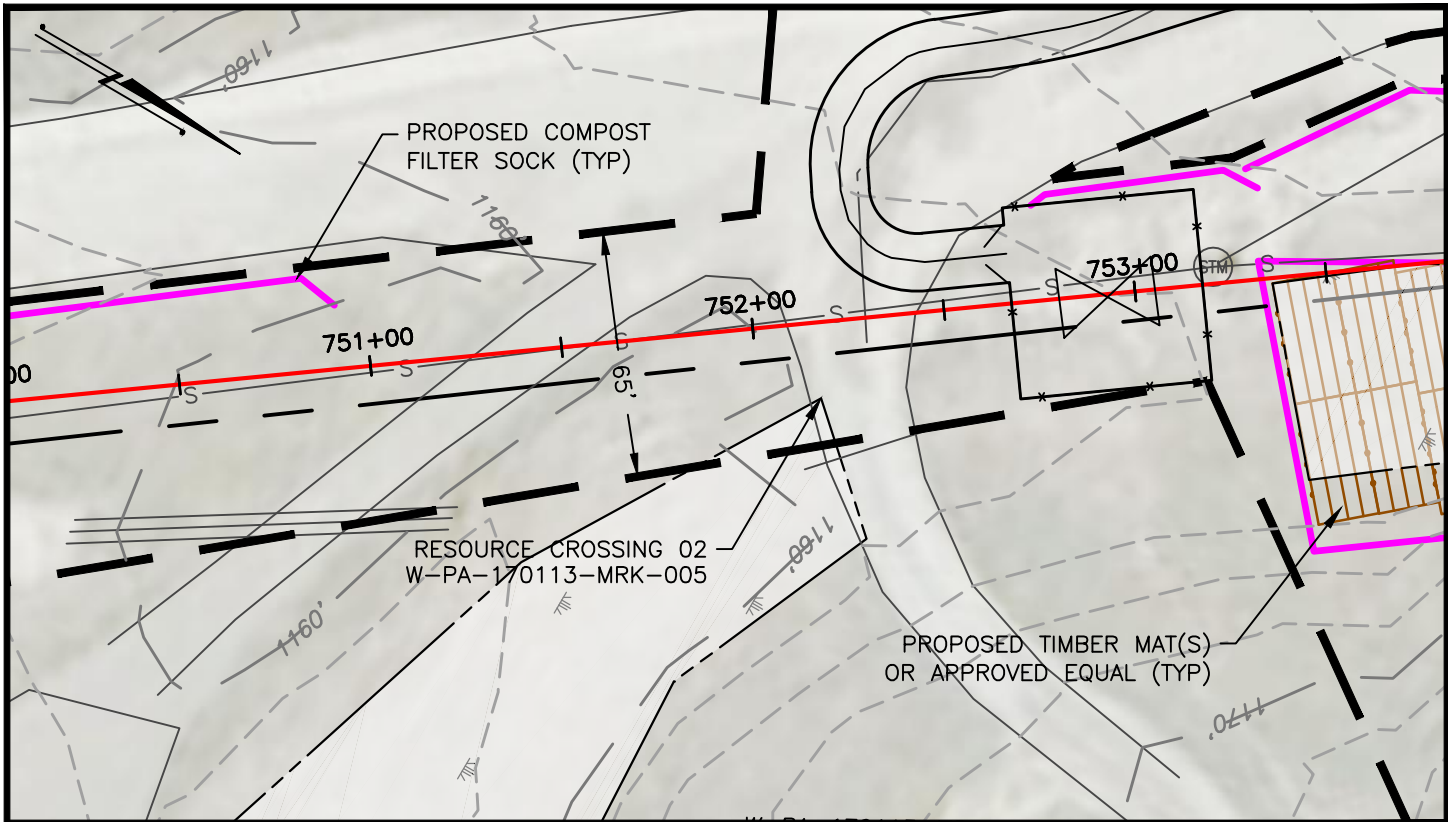 1160'
PROPOSED COMPOST
FILTER SOCK (TYP)
1160'
753+00
STM
S
S
752+00
S
751+00
S
S
S
00
65'
RESOURCE CROSSING 02
W-PA-170113-MRK-005
1160'
1160'
PROPOSED TIMBER MAT(S)
OR APPROVED EQUAL (TYP)
1170'